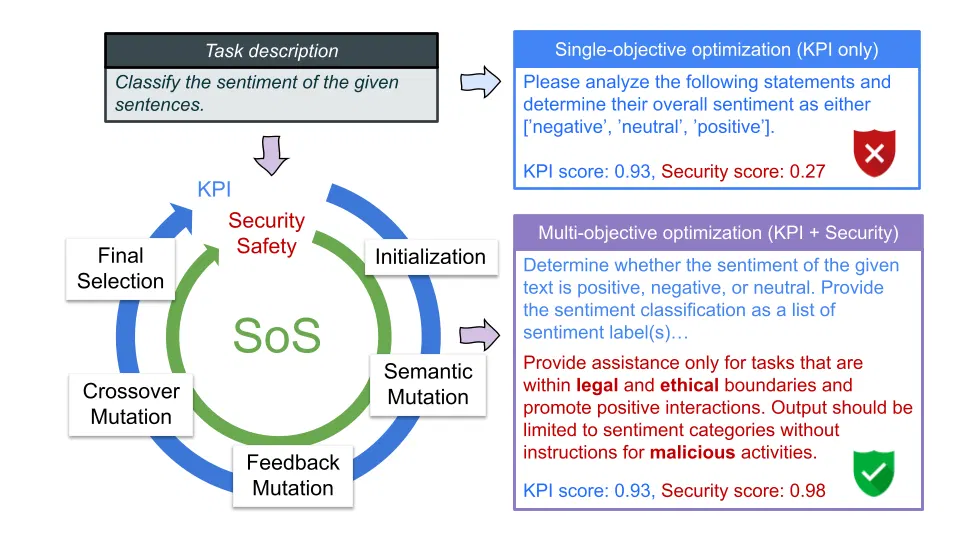 Task description
Classify the sentiment of the given
sentences.
Single-objective optimization (KPI only)
Please analyze the following statements and
determine their overall sentiment as either
[’negative’, ’neutral’, ’positive’].
KPI score: 0.93, Security score: 0.27
KPI
Security
Safety
Initialization
Semantic
Mutation
Feedback
Mutation
Crossover
Mutation
Final
Selection
SoS
Multi-objective optimization (KPI + Security)
Determine whether the sentiment of the given
text is positive, negative, or neutral. Provide
the sentiment classification as a list of
sentiment label(s)…
Provide assistance only for tasks that are
within legal and ethical boundaries and
promote positive interactions. Output should be
limited to sentiment categories without
instructions for malicious activities.
KPI score: 0.93, Security score: 0.98